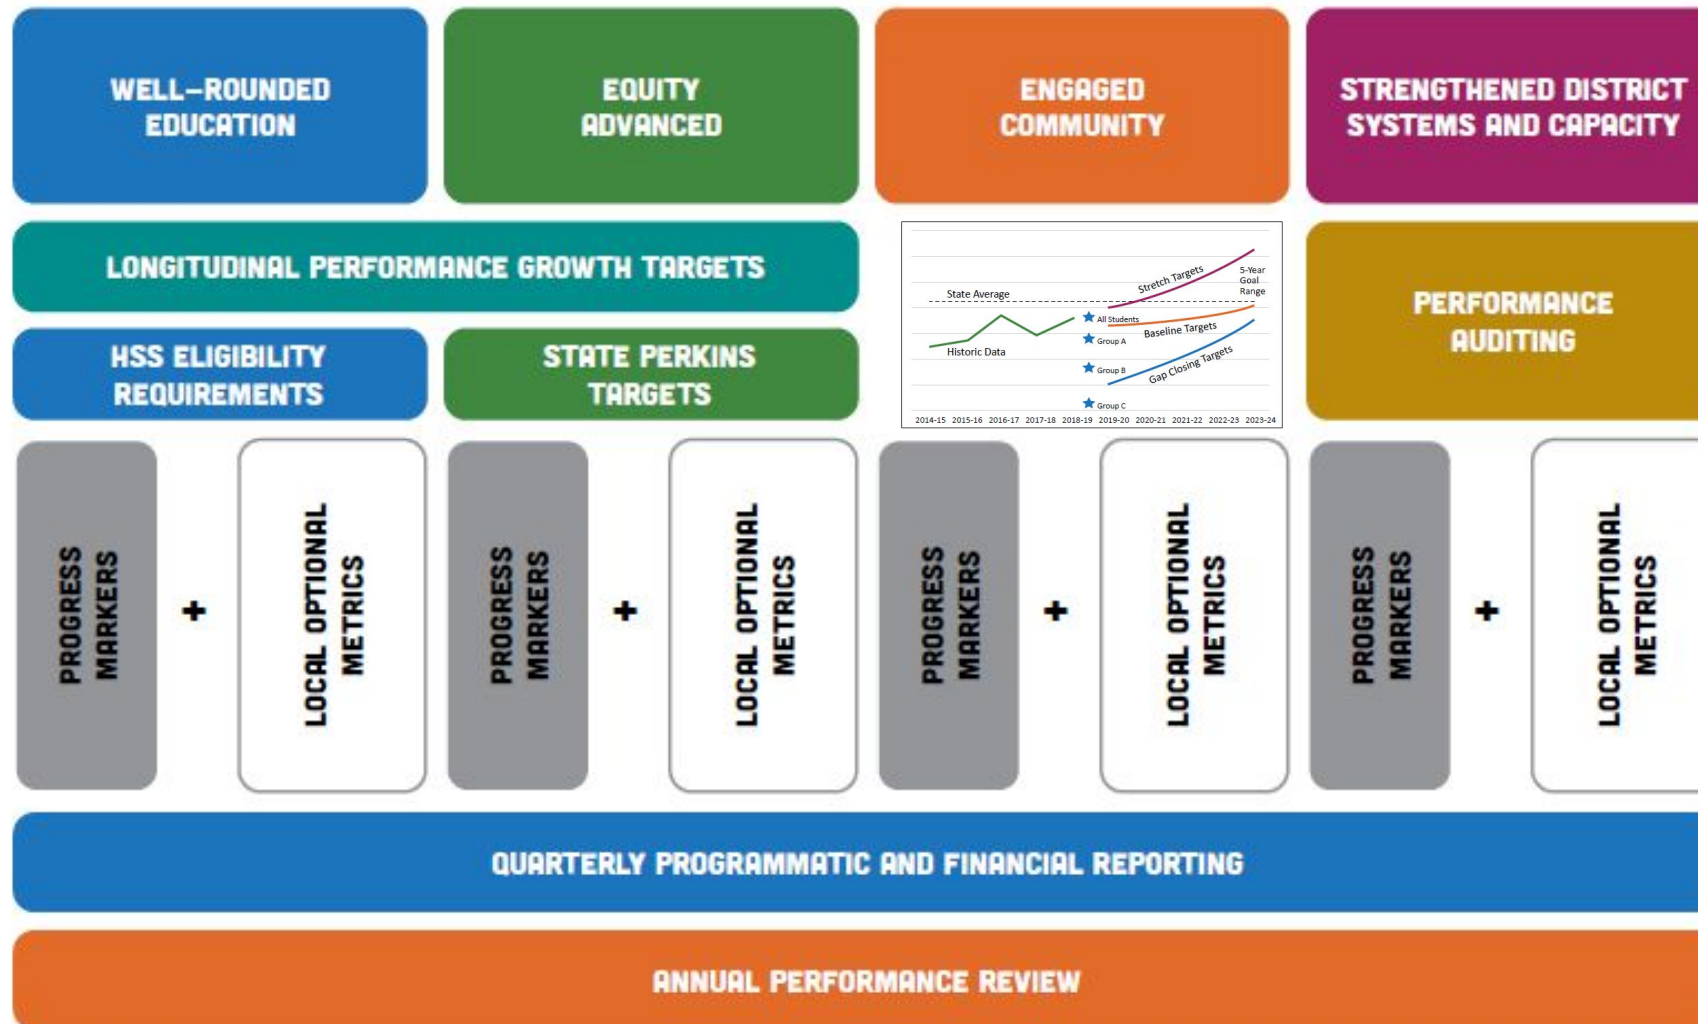 WELL-ROUNDED
EDUCATION
EQUITY
ADVANCED
ENGAGED
COMMUNITY
STRENGTHENED DISTRICT
SYSTEMS AND CAPACITY
LONGITUDINAL PERFORMANCE GROWTH TARGETS
HSS ELIGIBILITY
REQUIREMENTS
STATE PERKINS
TARGETS
State Average
Historic Data
Stretch Targets
5-Year
Goal
Range
All Students
Baseline Targets
Group A
Group B
Gap Closing Targets
Group C
2014-15 2015-16 2016-17 2017-18 2018-19 2019-20 2020-21 2021-22 2022-23 2023-24
PERFORMANCE
AUDITING
PROGRESS
MARKERS
+
LOCAL OPTIONAL
METRICS
PROGRESS
MARKERS
+
LOCAL OPTIONAL
METRICS
PROGRESS
MARKERS
+
LOCAL OPTIONAL
METRICS
PROGRESS
MARKERS
+
LOCAL OPTIONAL
METRICS
QUARTERLY PROGRAMMATIC AND FINANCIAL REPORTING
ANNUAL PERFORMANCE REVIEW